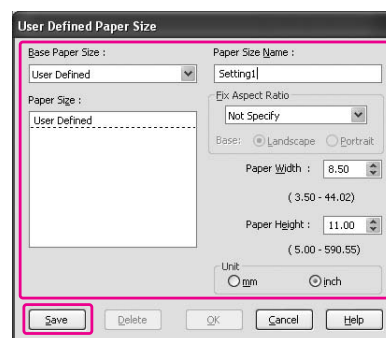 User Defined Paper Size
Base Paper Size :
User Defined
Paper Size :
User Defined
Paper Size Name :
Setting1
Fix Aspect Ratio
Not Specify
Base: Landscape Portrait
Paper Width : 8.50
( 3.50 - 44.02)
Paper Height : 11.00
( 5.00 - 590.55)
Unit
mm inch
Save Delete OK Cancel Help